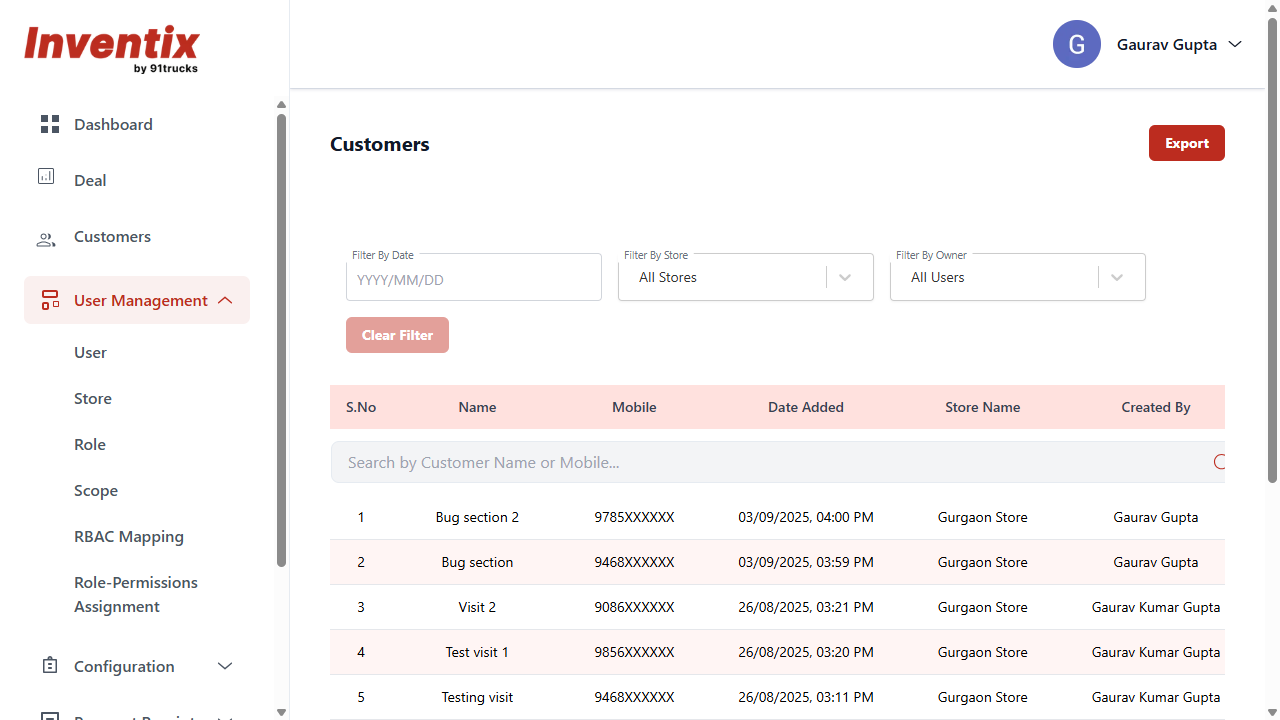 Inventix
by 91trucks
G
Gaurav Gupta
Dashboard
Deal
Customers
User Management
User
Store
Role
Scope
RBAC Mapping
Role-Permissions
Assignment
Configuration
Customers
Export
Filter By Date
YYYY/MM/DD
Filter By Store
All Stores
Filter By Owner
All Users
Clear Filter
S.No Name Mobile Date Added Store Name Created By
Search by Customer Name or Mobile...
1 Bug section 2 9785XXXXXX 03/09/2025, 04:00 PM Gurgaon Store Gaurav Gupta
2 Bug section 9468XXXXXX 03/09/2025, 03:59 PM Gurgaon Store Gaurav Gupta
3 Visit 2 9086XXXXXX 26/08/2025, 03:21 PM Gurgaon Store Gaurav Kumar Gupta
4 Test visit 1 9856XXXXXX 26/08/2025, 03:20 PM Gurgaon Store Gaurav Kumar Gupta
5 Testing visit 9468XXXXXX 26/08/2025, 03:11 PM Gurgaon Store Gaurav Kumar Gupta